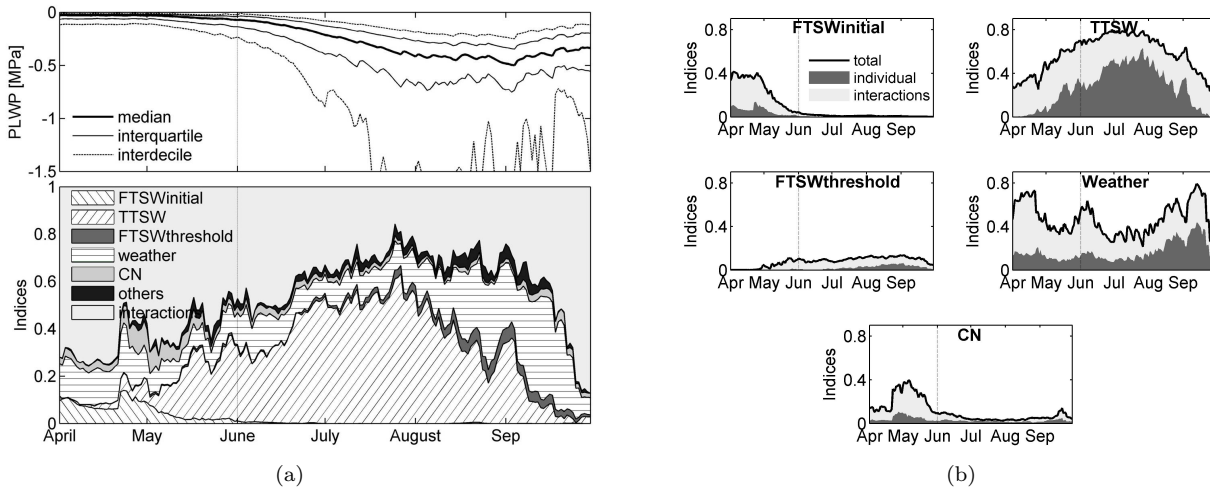 0
-0.5
-1
-1.5
PLWP [MPa]
median
interquartile
interdecile
1
0.8
0.6
0.4
0.2
0
Indices
FTSWinitial
TTSW
FTSWthreshold
weather
CN
others
interaction
April May June July August Sep
(a)
FTSWinitial
0.8
0.4
0
Indices
total
individual
interactions
Apr May Jun Jul Aug Sep
TTSW
0.8
0.4
0
Indices
Apr May Jun Jul Aug Sep
FTSWthreshold
0.8
0.4
0
Indices
Apr May Jun Jul Aug Sep
Weather
0.8
0.4
0
Indices
Apr May Jun Jul Aug Sep
CN
0.8
0.4
0
Indices
Apr May Jun Jul Aug Sep
(b)